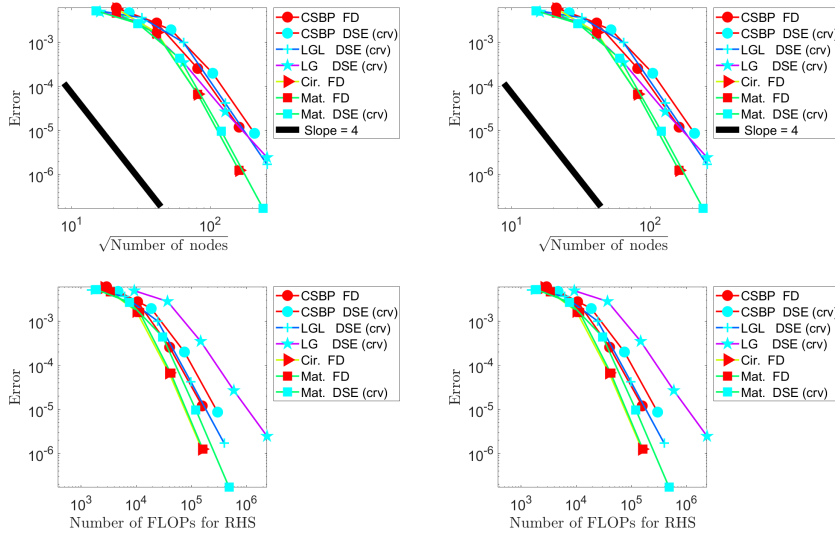 10^-3
10^-4
10^-5
10^-6
Error
10^1
10^2
√Number of nodes
CSBP FD
CSBP DSE (crv)
LGL DSE (crv)
LG DSE (crv)
Cir. FD
Mat. FD
Mat. DSE (crv)
Slope = 4
10^-3
10^-4
10^-5
10^-6
Error
10^1
10^2
√Number of nodes
CSBP FD
CSBP DSE (crv)
LGL DSE (crv)
LG DSE (crv)
Cir. FD
Mat. FD
Mat. DSE (crv)
Slope = 4
10^-3
10^-4
10^-5
10^-6
Error
10^3
10^4
10^5
10^6
Number of FLOPs for RHS
CSBP FD
CSBP DSE (crv)
LGL DSE (crv)
LG DSE (crv)
Cir. FD
Mat. FD
Mat. DSE (crv)
10^-3
10^-4
10^-5
10^-6
Error
10^3
10^4
10^5
10^6
Number of FLOPs for RHS
CSBP FD
CSBP DSE (crv)
LGL DSE (crv)
LG DSE (crv)
Cir. FD
Mat. FD
Mat. DSE (crv)